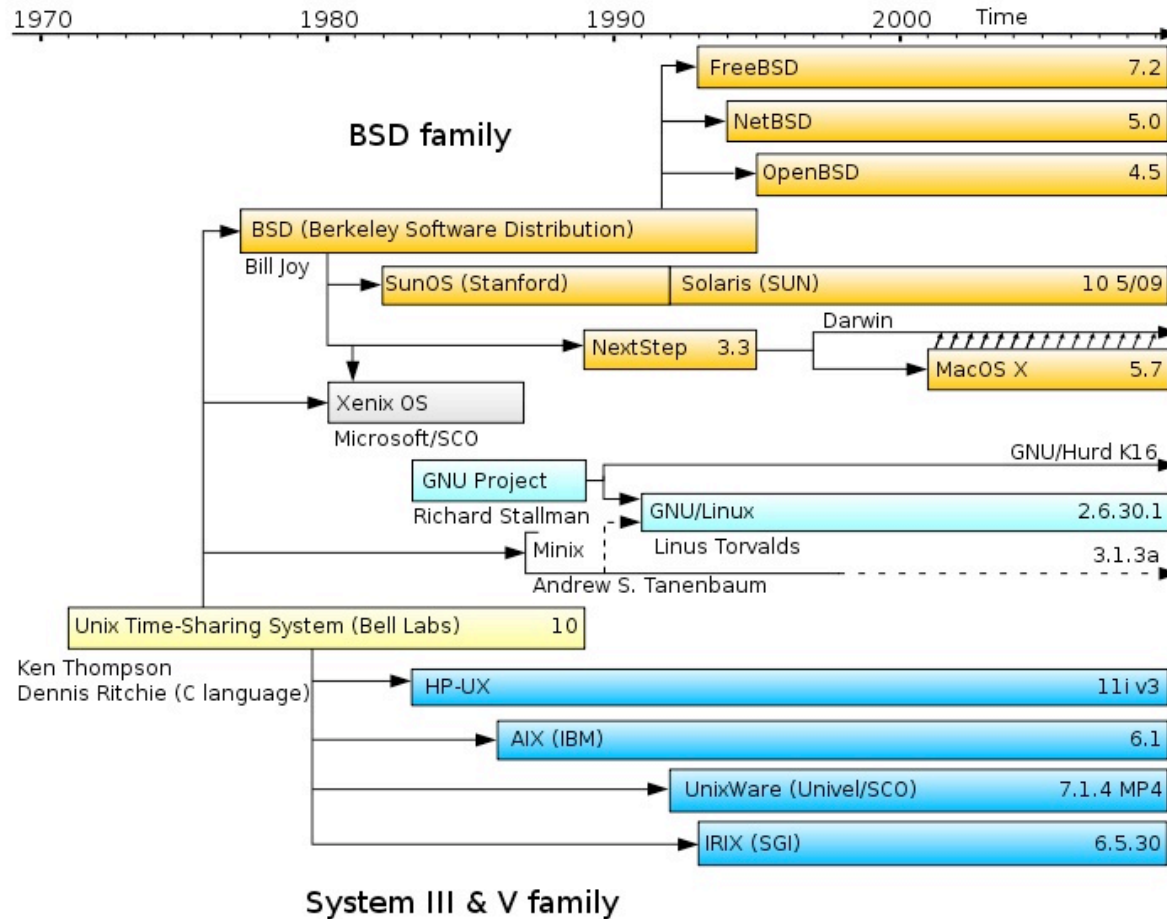 1970 1980 1990 2000 Time
FreeBSD 7.2
NetBSD 5.0
BSD family
OpenBSD 4.5
BSD (Berkeley Software Distribution)
Bill Joy
SunOS (Stanford) Solaris (SUN) 10 5/09
Darwin
NextStep 3.3
MacOS X 5.7
Xenix OS
Microsoft/SCO
GNU/Hurd K16
GNU Project
Richard Stallman
GNU/Linux 2.6.30.1
Linus Torvalds
Minix 3.1.3a
Andrew S. Tanenbaum
Unix Time-Sharing System (Bell Labs) 10
Ken Thompson
Dennis Ritchie (C language)
HP-UX 11i v3
AIX (IBM) 6.1
UnixWare (Univel/SCO) 7.1.4 MP4
IRIX (SGI) 6.5.30
System III & V family